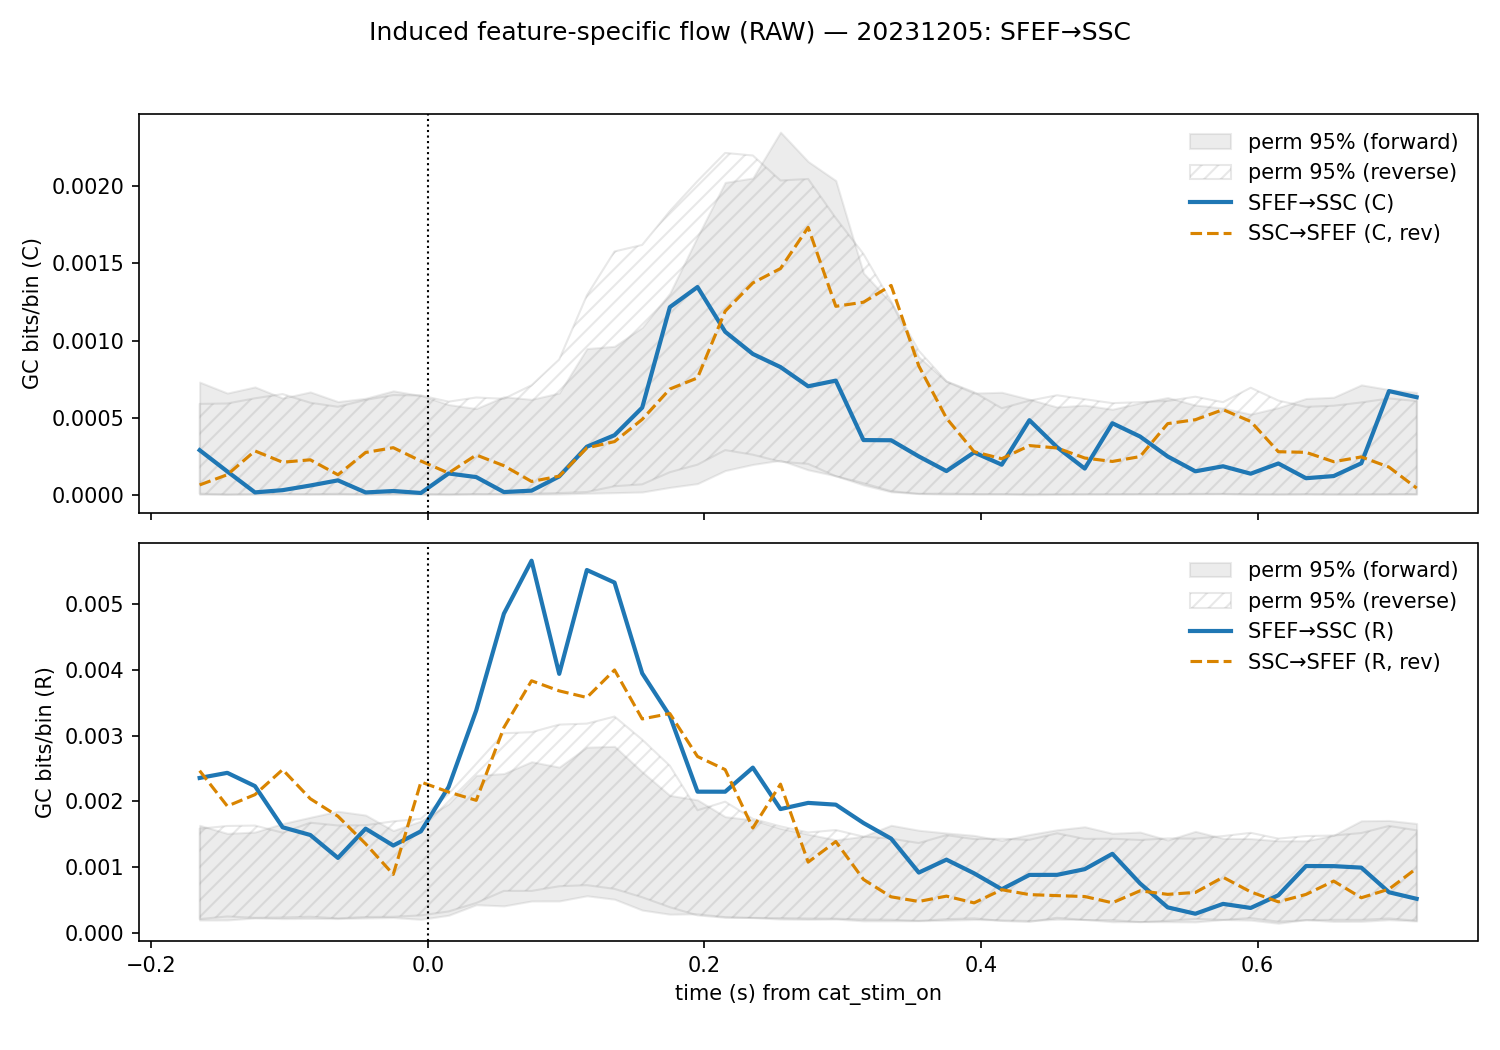 Induced feature-specific flow (RAW) — 20231205: SFEF→SSC
GC bits/bin (C)
0.0020
0.0015
0.0010
0.0005
0.0000
perm 95% (forward)
perm 95% (reverse)
SFEF→SSC (C)
SSC→SFEF (C, rev)
GC bits/bin (R)
0.005
0.004
0.003
0.002
0.001
0.000
perm 95% (forward)
perm 95% (reverse)
SFEF→SSC (R)
SSC→SFEF (R, rev)
−0.2 0.0 0.2 0.4 0.6
time (s) from cat_stim_on